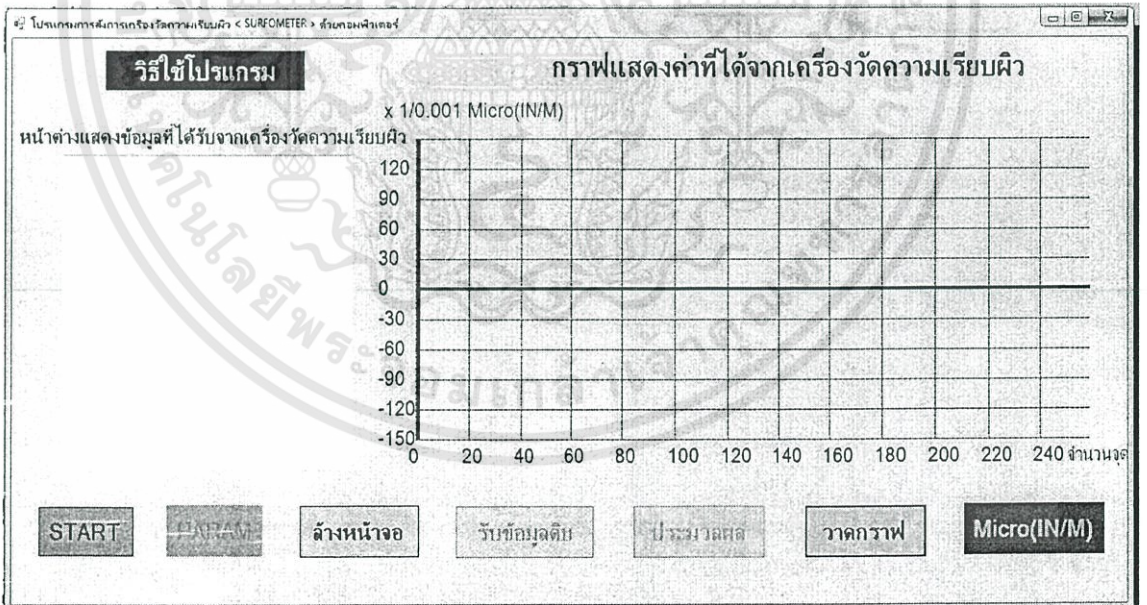 โปรแกรมการสั่งการเครื่องวัดความเรียบผิว < SURFOMETER > ด้วยคอมพิวเตอร์
วิธีใช้โปรแกรม
กราฟแสดงค่าที่ได้จากเครื่องวัดความเรียบผิว
x 1/0.001 Micro(IN/M)
หน้าต่างแสดงข้อมูลที่ได้รับจากเครื่องวัดความเรียบผิว
120
90
60
30
0
-30
-60
-90
-120
-150
0 20 40 60 80 100 120 140 160 180 200 220 240 จำนวนจุด
START PARAM ล้างหน้าจอ รับข้อมูลดิบ ประมวลผล วาดกราฟ Micro(IN/M)